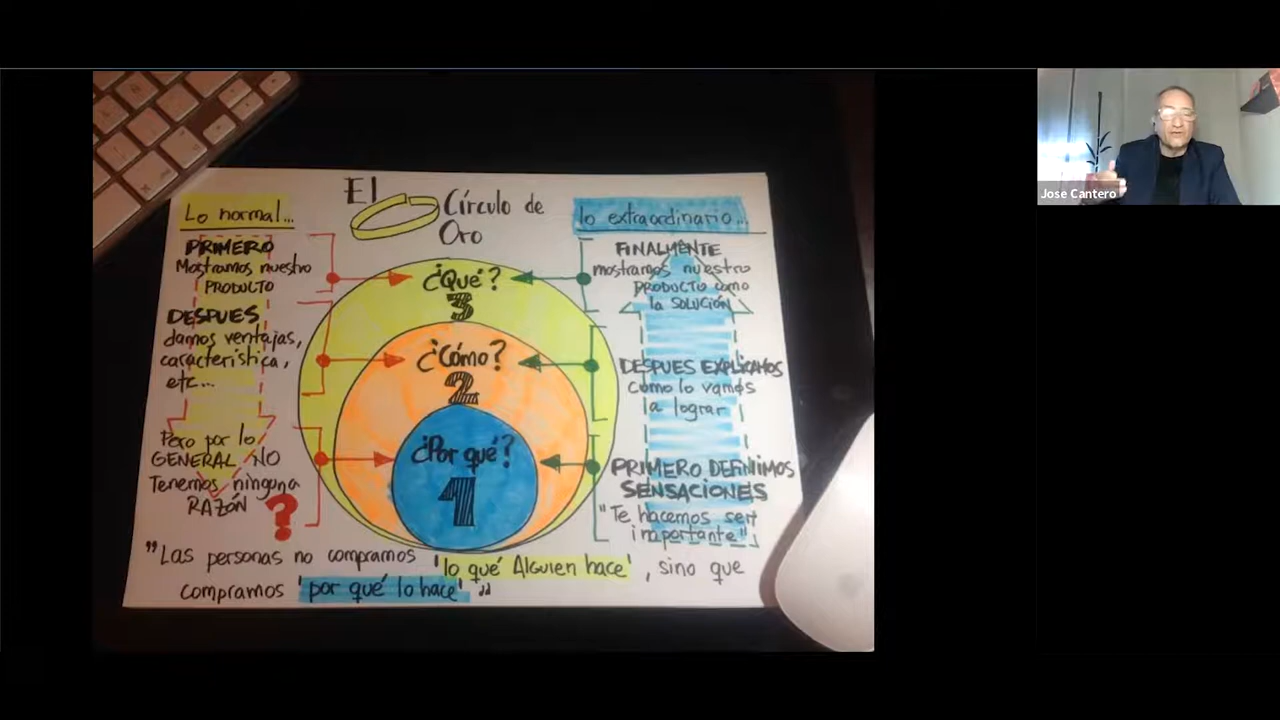 El Círculo de
Oro
Lo normal...
PRIMERO
Mostramos nuestro
PRODUCTO
DESPUES
damos ventajas,
característica,
etc...
Pero por lo
GENERAL NO
Tenemos ninguna
RAZÓN
?
¿Qué?
3
¿Cómo?
2
¿Por qué?
1
lo extraordinario...
FINALMENTE
mostramos nuestro
PRODUCTO como
la SOLUCIÓN
DESPUES EXPLICAMOS
como lo vamos
a lograr
PRIMERO DEFINIMOS
SENSACIONES
"Te hacemos sert
importante"
"Las personas no compramos 'lo qué Alguien hace', sino que
compramos 'por qué lo hace'"
Jose Cantero